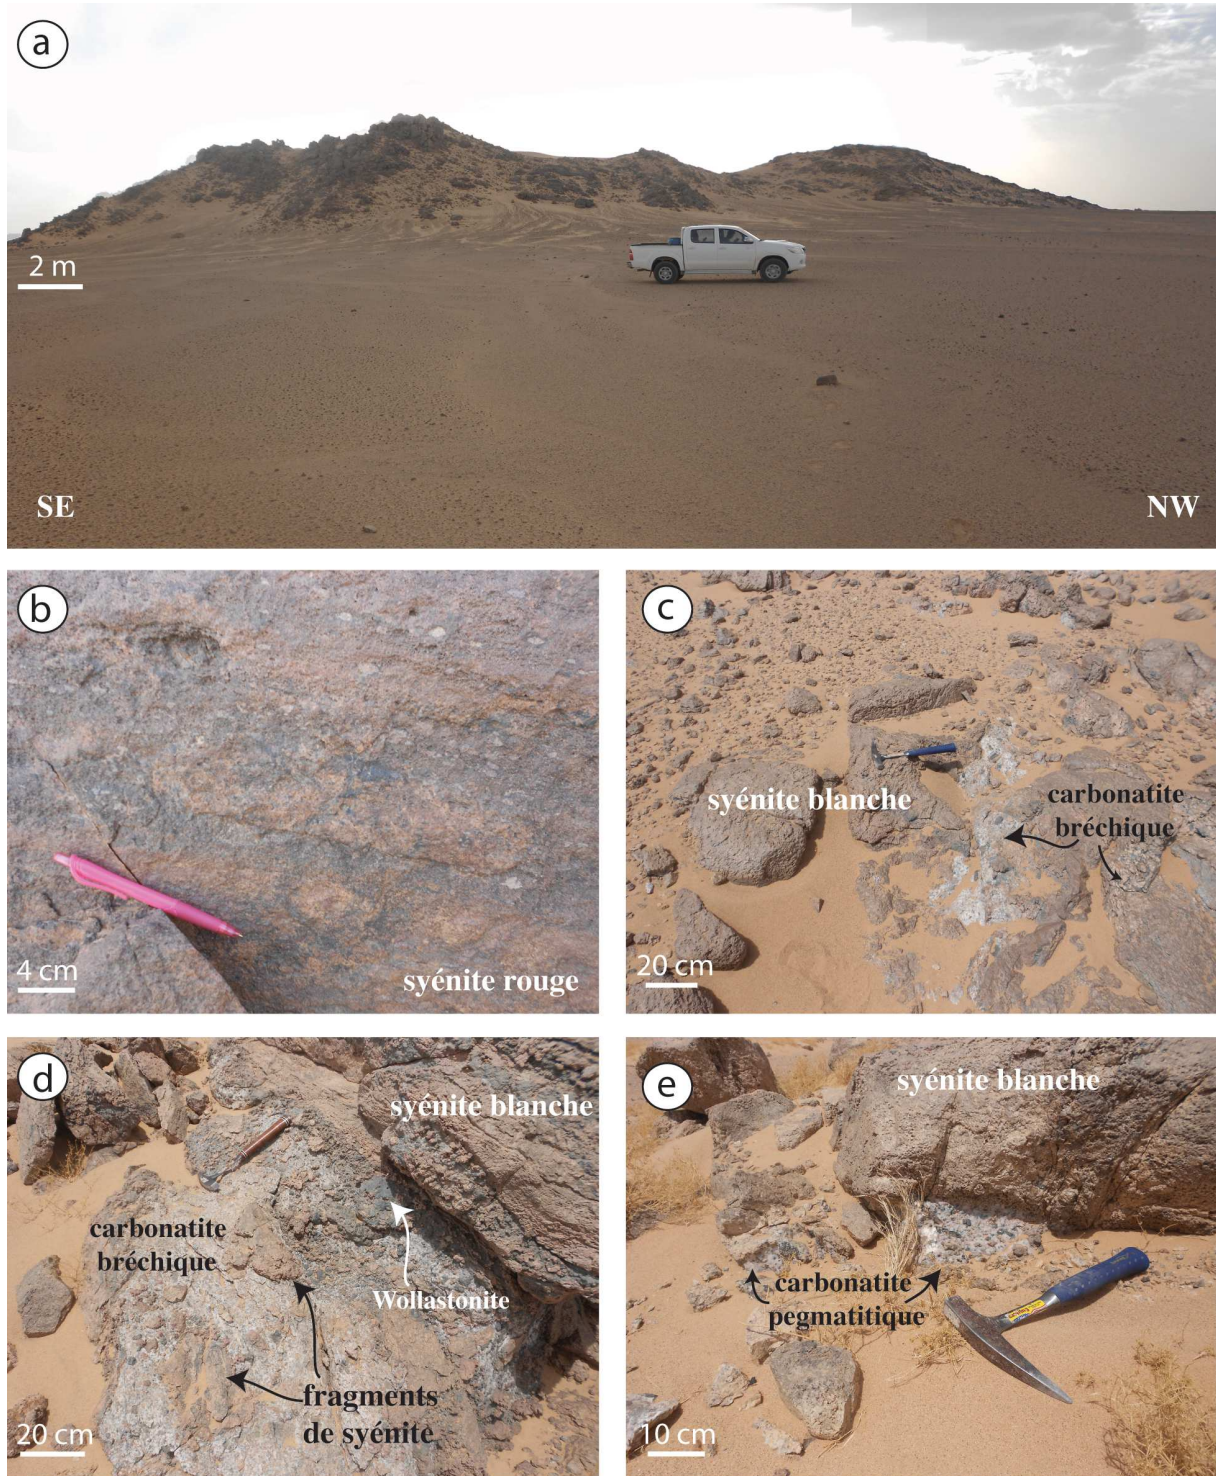 a
2 m
SE
NW
b
4 cm
syénite rouge
c
syénite blanche
carbonatite
bréchique
20 cm
d
syénite blanche
carbonatite
bréchique
Wollastonite
fragments
de syénite
20 cm
e
syénite blanche
carbonatite
pegmatitique
10 cm